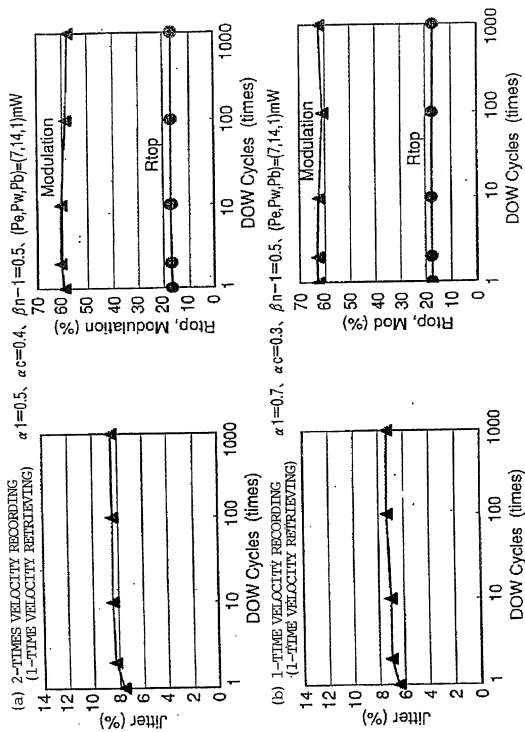 (a) 2-TIMES VELOCITY RECORDING
(1-TIME VELOCITY RETRIEVING)
α1=0.5、αc=0.4、βn-1=0.5、(Pe,Pw,Pb)=(7,14,1)mW
Jitter (%)
14
12
10
8
6
4
2
0
1
10
100
1000
DOW Cycles (times)
Rtop, Modulation (%)
70
60
50
40
30
20
10
0
Modulation
Rtop
1
10
100
1000
DOW Cycles (times)
(b) 1-TIME VELOCITY RECORDING
(1-TIME VELOCITY RETRIEVING)
α1=0.7、αc=0.3、βn-1=0.5、(Pe,Pw,Pb)=(7,14,1)mW
Jitter (%)
14
12
10
8
6
4
2
0
1
10
100
1000
DOW Cycles (times)
Rtop, Mod (%)
70
60
50
40
30
20
10
0
Modulation
Rtop
1
10
100
1000
DOW Cycles (times)